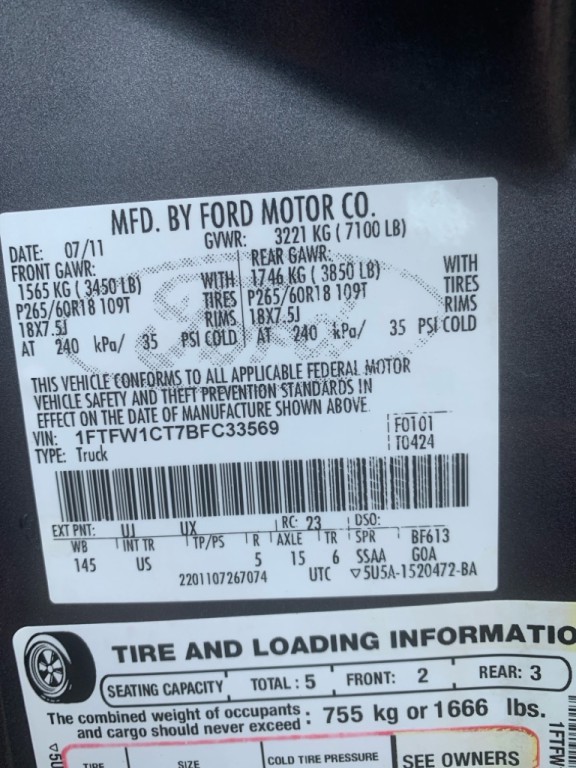 MFD. BY FORD MOTOR CO.
DATE: 07/11 GVWR: 3221 KG ( 7100 LB)
FRONT GAWR: REAR GAWR:
1565 KG ( 3450 LB) WITH 1746 KG ( 3850 LB) WITH
P265/60R18 109T TIRES P265/60R18 109T TIRES
18X7.5J RIMS 18X7.5J RIMS
AT 240 kPa/ 35 PSI COLD AT 240 kPa/ 35 PSI COLD
THIS VEHICLE CONFORMS TO ALL APPLICABLE FEDERAL MOTOR
VEHICLE SAFETY AND THEFT PREVENTION STANDARDS IN
EFFECT ON THE DATE OF MANUFACTURE SHOWN ABOVE.
VIN: 1FTFW1CT7BFC33569 F0101
TYPE: Truck T0424
EXT PNT: UJ UX RC: 23 DSO:
WB INT TR TP/PS R AXLE TR SPR BF613
145 US 5 15 6 SSAA GOA
2201107267074 UTC ▽5U5A-1520472-BA
TIRE AND LOADING INFORMATIO
SEATING CAPACITY TOTAL : 5 FRONT: 2 REAR: 3
The combined weight of occupants
and cargo should never exceed : 755 kg or 1666 lbs.
TIRE SIZE COLD TIRE PRESSURE SEE OWNERS
▽5U
1FTFW